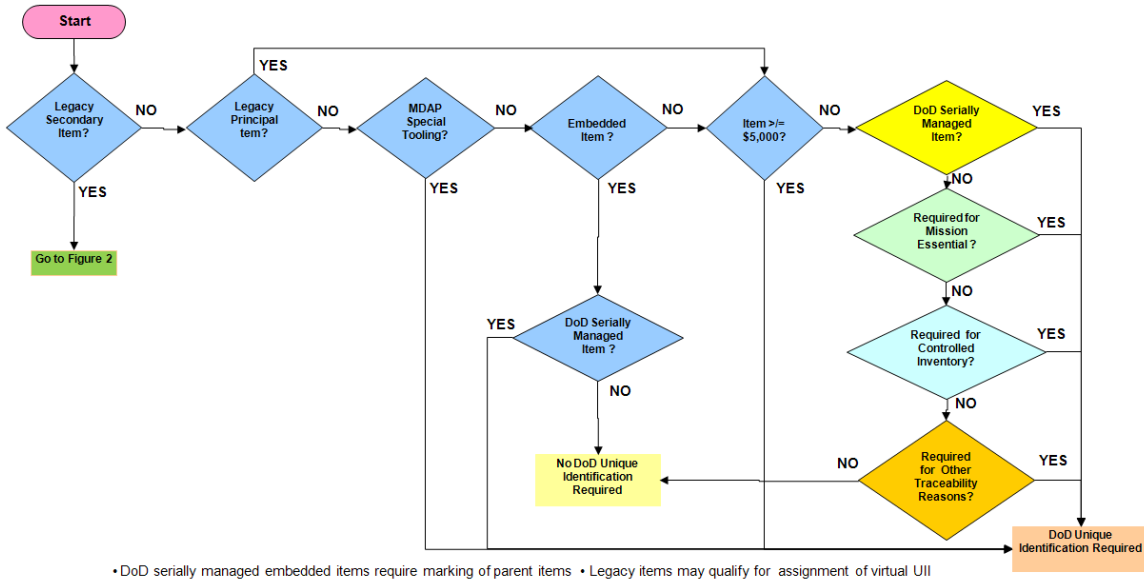 Start
Legacy
Secondary
Item?
NO
YES
Go to Figure 2
YES
Legacy
Principal
tem?
NO
MDAP
Special
Tooling?
NO
YES
Embedded
Item ?
NO
YES
Item >/=
$5,000?
NO
YES
DoD Serially
Managed
Item?
YES
NO
Required for
Mission
Essential ?
YES
NO
Required for
Controlled
Inventory?
YES
NO
Required
for Other
Traceability
Reasons?
YES
NO
YES
DoD Serially
Managed
Item ?
NO
No DoD Unique
Identification
Required
DoD Unique
Identification Required
• DoD serially managed embedded items require marking of parent items • Legacy items may qualify for assignment of virtual UII